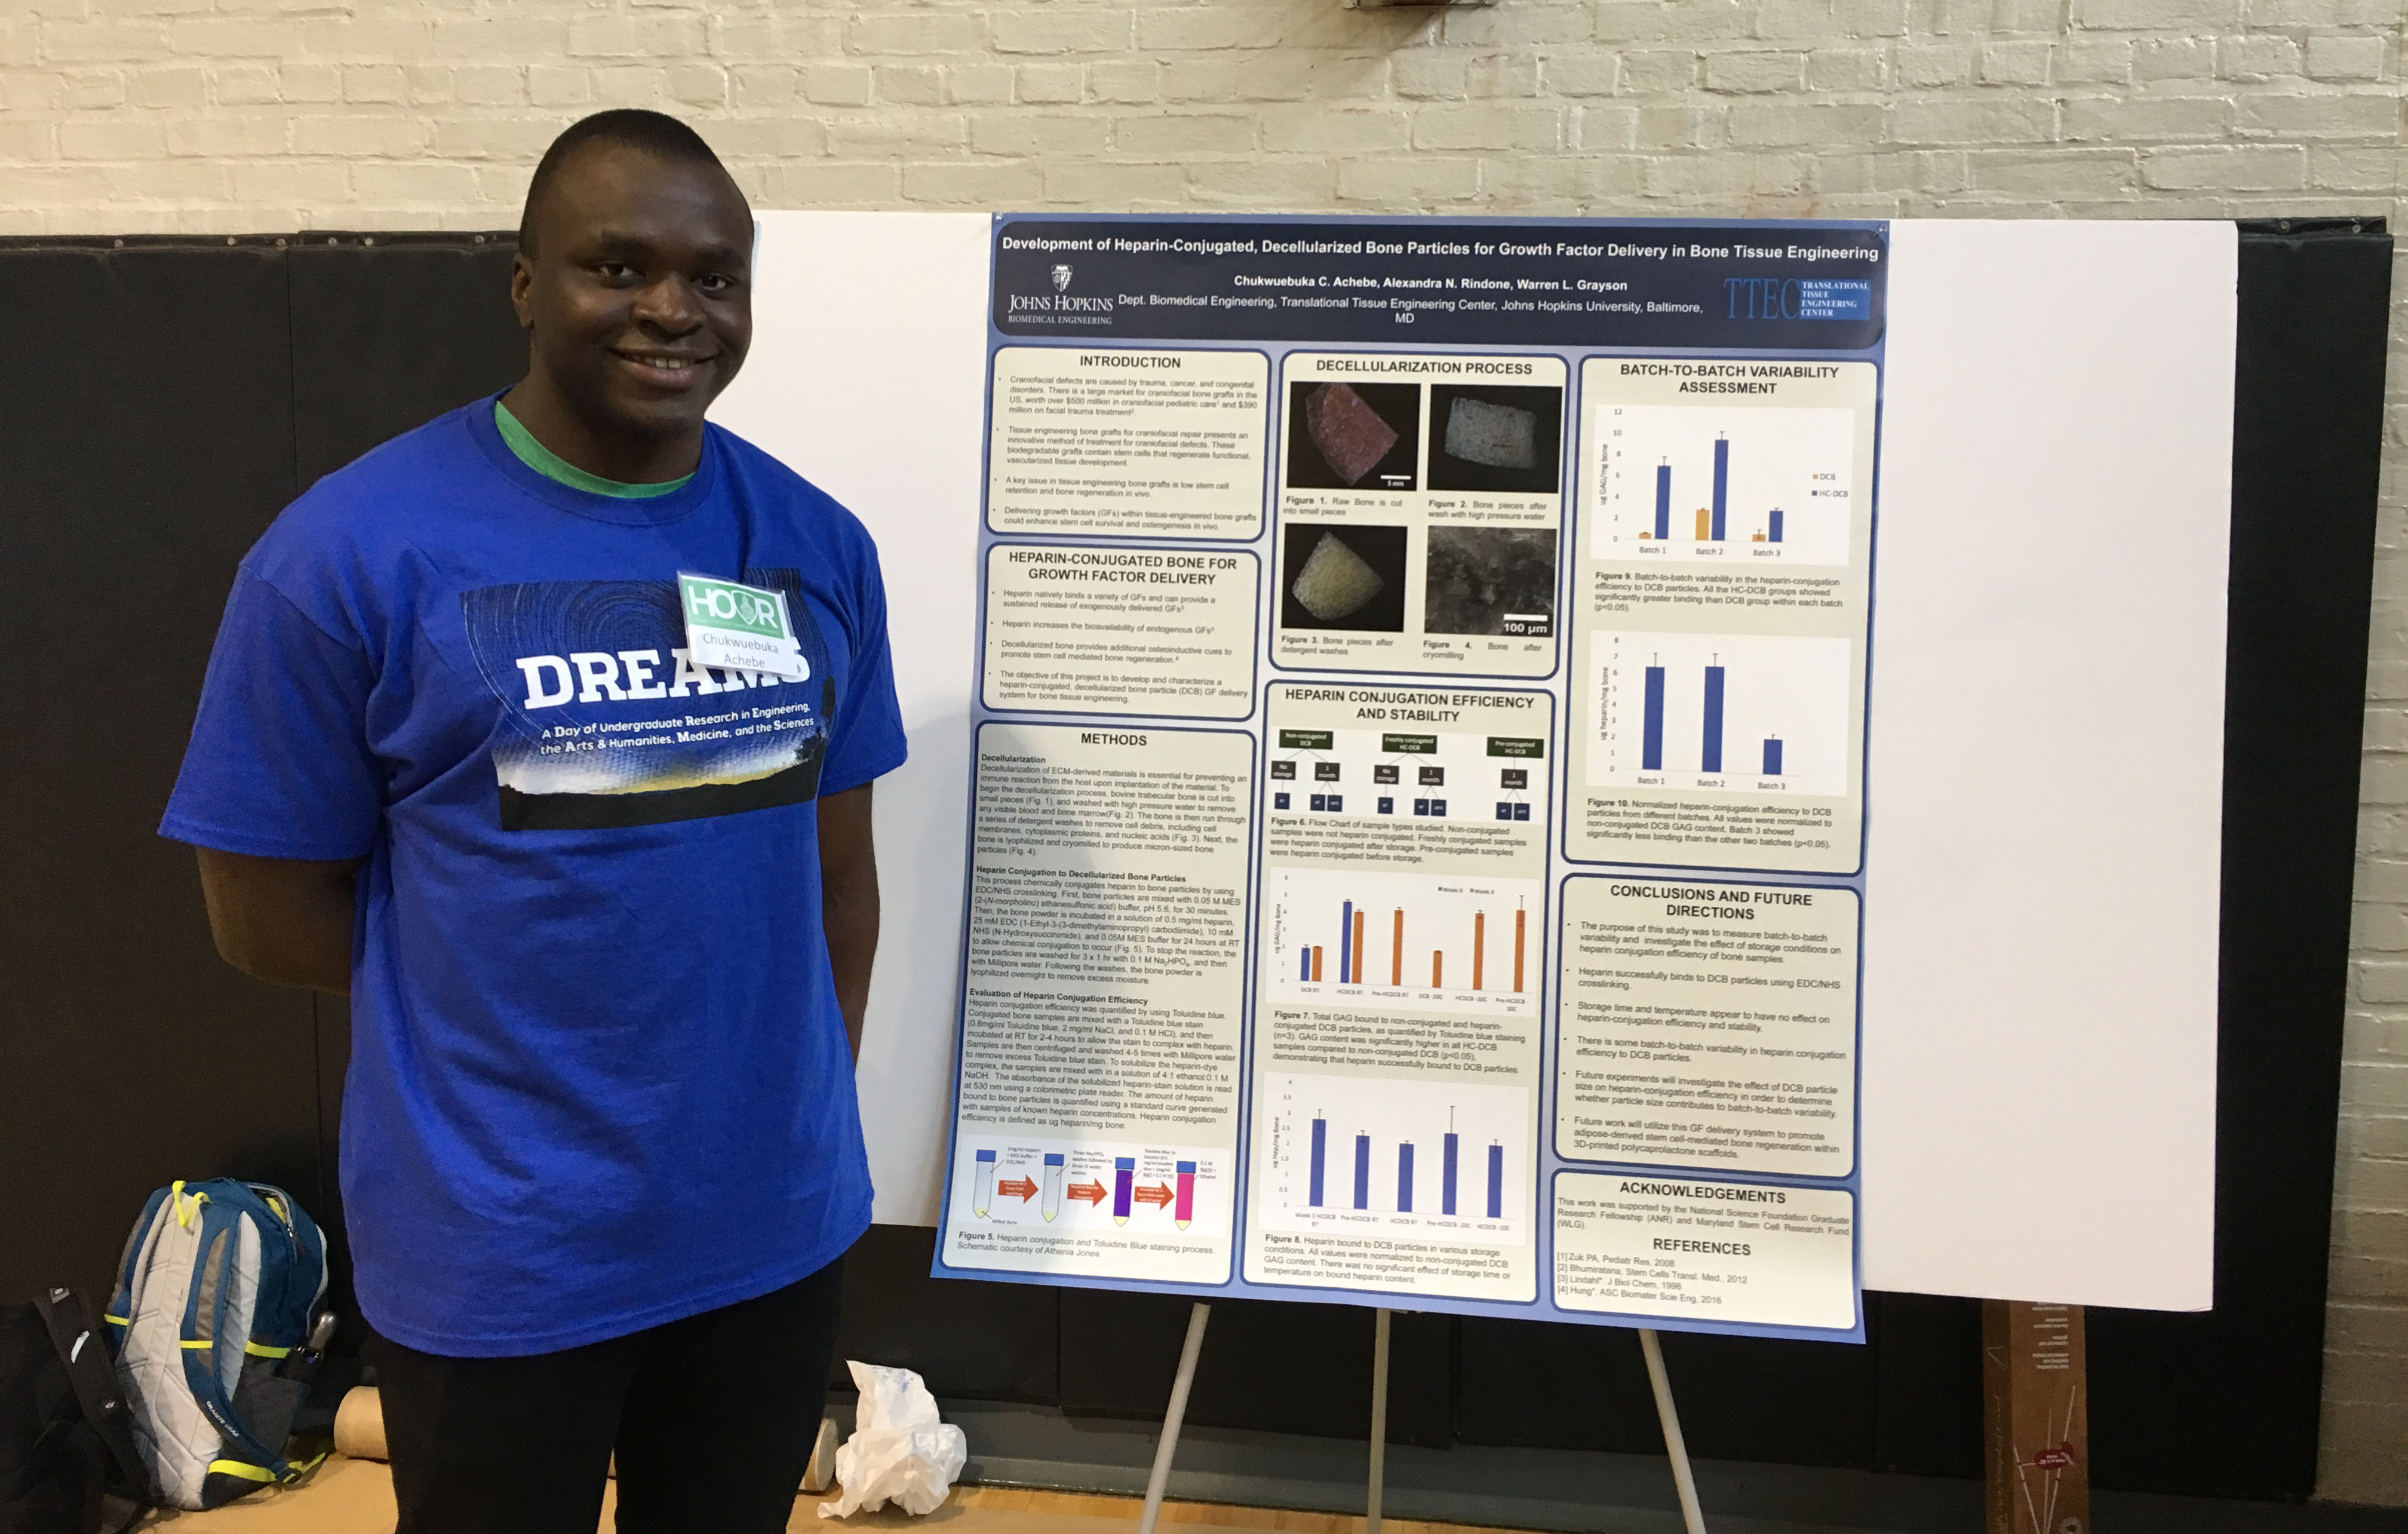 HOUR
Chukwuebuka
Achebe
DREAMS
A Day of Undergraduate Research in Engineering,
the Arts & Humanities, Medicine, and the Sciences
Development of Heparin-Conjugated, Decellularized Bone Particles for Growth Factor Delivery in Bone Tissue Engineering
Chukwuebuka C. Achebe, Alexandra N. Rindone, Warren L. Grayson
Dept. Biomedical Engineering, Translational Tissue Engineering Center, Johns Hopkins University, Baltimore,
MD
JOHNS HOPKINS
BIOMEDICAL ENGINEERING
TTEC
TRANSLATIONAL
TISSUE
ENGINEERING
CENTER
INTRODUCTION
• Craniofacial defects are caused by trauma, cancer, and congenital
disorders. There is a large market for craniofacial bone grafts in the
US, worth over $500 million in craniofacial pediatric care¹ and $390
million on facial trauma treatment².
• Tissue engineering bone grafts for craniofacial repair presents an
innovative method of treatment for craniofacial defects. These
biodegradable grafts contain stem cells that regenerate functional,
vascularized tissue development.
• A key issue in tissue engineering bone grafts is low stem cell
retention and bone regeneration in vivo.
• Delivering growth factors (GFs) within tissue-engineered bone grafts
could enhance stem cell survival and osteogenesis in vivo.
HEPARIN-CONJUGATED BONE FOR
GROWTH FACTOR DELIVERY
• Heparin natively binds a variety of GFs and can provide a
sustained release of exogenously delivered GFs³.
• Heparin increases the bioavailability of endogenous GFs³.
• Decellularized bone provides additional osteoinductive cues to
promote stem cell mediated bone regeneration.⁴
• The objective of this project is to develop and characterize a
heparin-conjugated, decellularized bone particle (DCB) GF delivery
system for bone tissue engineering.
METHODS
Decellularization
Decellularization of ECM-derived materials is essential for preventing an
immune reaction from the host upon implantation of the material. To
begin the decellularization process, bovine trabecular bone is cut into
small pieces (Fig. 1), and washed with high pressure water to remove
any visible blood and bone marrow(Fig. 2). The bone is then run through
a series of detergent washes to remove cell debris, including cell
membranes, cytoplasmic proteins, and nucleic acids (Fig. 3). Next, the
bone is lyophilized and cryomilled to produce micron-sized bone
particles (Fig. 4).
Heparin Conjugation to Decellularized Bone Particles
This process chemically conjugates heparin to bone particles by using
EDC/NHS crosslinking. First, bone particles are mixed with 0.05 M MES
(2-(N-morpholino) ethanesulfonic acid) buffer, pH 5.6, for 30 minutes.
Then, the bone powder is incubated in a solution of 0.5 mg/ml heparin,
25 mM EDC (1-Ethyl-3-(3-dimethylaminopropyl) carbodiimide), 10 mM
NHS (N-Hydroxysuccinimide), and 0.05M MES buffer for 24 hours at RT
to allow chemical conjugation to occur (Fig. 5). To stop the reaction, the
bone particles are washed for 3 x 1 hr with 0.1 M Na₂HPO₄, and then
with Millipore water. Following the washes, the bone powder is
lyophilized overnight to remove excess moisture.
Evaluation of Heparin Conjugation Efficiency
Heparin conjugation efficiency was quantified by using Toluidine blue.
Conjugated bone samples are mixed with a Toluidine blue stain
(0.8mg/ml Toluidine blue, 2 mg/ml NaCl, and 0.1 M HCl), and then
incubated at RT for 2-4 hours to allow the stain to complex with heparin.
Samples are then centrifuged and washed 4-5 times with Millipore water
to remove excess Toluidine blue stain. To solubilize the heparin-dye
complex, the samples are mixed with in a solution of 4:1 ethanol:0.1 M
NaOH. The absorbance of the solubilized heparin-stain solution is read
at 530 nm using a colorimetric plate reader. The amount of heparin
bound to bone particles is quantified using a standard curve generated
with samples of known heparin concentrations. Heparin conjugation
efficiency is defined as ug heparin/mg bone.
Milled Bone
Figure 5. Heparin conjugation and Toluidine Blue staining process.
Schematic courtesy of Athenia Jones.
DECELLULARIZATION PROCESS
5 mm
Figure 1. Raw Bone is cut
into small pieces
Figure 2. Bone pieces after
wash with high pressure water
100 µm
Figure 3. Bone pieces after
detergent washes
Figure 4. Bone after
cryomilling
HEPARIN CONJUGATION EFFICIENCY
AND STABILITY
Non-conjugated
DCB
Freshly conjugated
HC-DCB
Pre-conjugated
HC-DCB
No
storage
1
month
No
storage
1
month
1
month
Figure 6. Flow Chart of sample types studied. Non-conjugated
samples were not heparin conjugated. Freshly conjugated samples
were heparin conjugated after storage. Pre-conjugated samples
were heparin conjugated before storage.
ug GAG/mg Bone
DCB RT
HCDCB RT
Pre-HCDCB RT
DCB -20C
HCDCB -20C
Pre-HCDCB -
20C
Figure 7. Total GAG bound to non-conjugated and heparin-
conjugated DCB particles, as quantified by Toluidine blue staining
(n=3). GAG content was significantly higher in all HC-DCB
samples compared to non-conjugated DCB (p<0.05),
demonstrating that heparin successfully bound to DCB particles.
4
3.5
3
2.5
2
1.5
1
0.5
0
ug Hep/mg Bone
Week 0 HCDCB
RT
Pre-HCDCB RT
HCDCB RT
Pre-HCDCB -20C
HCDCB -20C
Figure 8. Heparin bound to DCB particles in various storage
conditions. All values were normalized to non-conjugated DCB
GAG content. There was no significant effect of storage time or
temperature on bound heparin content.
BATCH-TO-BATCH VARIABILITY
ASSESSMENT
12
10
8
6
4
2
0
ug GAG/mg bone
DCB
HC-DCB
Batch 1
Batch 2
Batch 3
Figure 9. Batch-to-batch variability in the heparin-conjugation
efficiency to DCB particles. All the HC-DCB groups showed
significantly greater binding than DCB group within each batch
(p<0.05).
8
7
6
5
4
3
2
1
0
ug heparin/mg bone
Batch 1
Batch 2
Batch 3
Figure 10. Normalized heparin-conjugation efficiency to DCB
particles from different batches. All values were normalized to
non-conjugated DCB GAG content. Batch 3 showed
significantly less binding than the other two batches (p<0.05).
CONCLUSIONS AND FUTURE
DIRECTIONS
• The purpose of this study was to measure batch-to-batch
variability and investigate the effect of storage conditions on
heparin conjugation efficiency of bone samples.
• Heparin successfully binds to DCB particles using EDC/NHS
crosslinking.
• Storage time and temperature appear to have no effect on
heparin-conjugation efficiency and stability.
• There is some batch-to-batch variability in heparin conjugation
efficiency to DCB particles.
• Future experiments will investigate the effect of DCB particle
size on heparin-conjugation efficiency in order to determine
whether particle size contributes to batch-to-batch variability.
• Future work will utilize this GF delivery system to promote
adipose-derived stem cell-mediated bone regeneration within
3D-printed polycaprolactone scaffolds.
ACKNOWLEDGEMENTS
This work was supported by the National Science Foundation Graduate
Research Fellowship (ANR) and Maryland Stem Cell Research Fund
(WLG).
REFERENCES
[1] Zuk PA, Pediatr Res, 2008
[2] Bhumiratana, Stem Cells Transl. Med., 2012
[3] Lindahl*, J Biol Chem, 1998
[4] Hung*, ASC Biomater Scie Eng, 2016